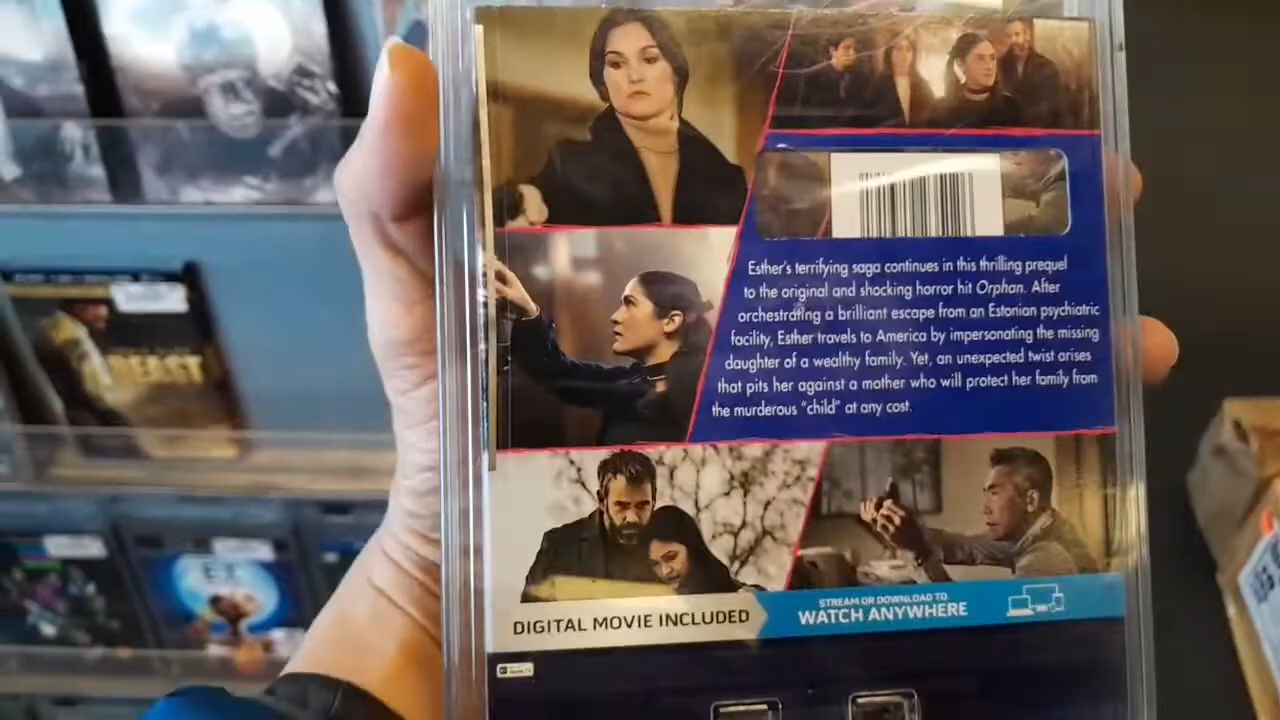 Esther's terrifying saga continues in this thrilling prequel
to the original and shocking horror hit Orphan. After
orchestrating a brilliant escape from an Estonian psychiatric
facility, Esther travels to America by impersonating the missing
daughter of a wealthy family. Yet, an unexpected twist arises
that pits her against a mother who will protect her family from
the murderous "child" at any cost.
DIGITAL MOVIE INCLUDED
STREAM OR DOWNLOAD TO
WATCH ANYWHERE
BEAST
E.T.